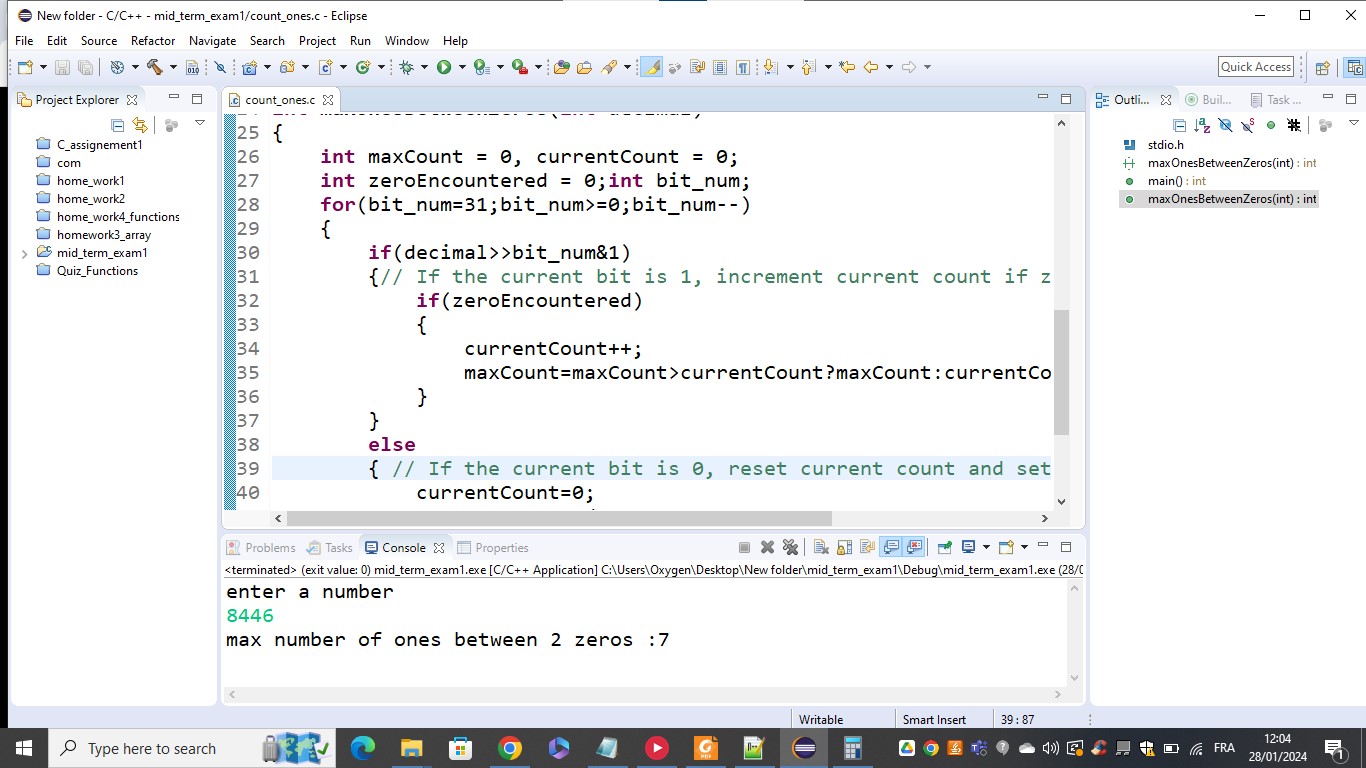 New folder - C/C++ - mid_term_exam1/count_ones.c - Eclipse
File Edit Source Refactor Navigate Search Project Run Window Help
Quick Access
Project Explorer
C_assignement1
com
home_work1
home_work2
home_work4_functions
homework3_array
mid_term_exam1
Quiz_Functions
count_ones.c
25 {
26 int maxCount = 0, currentCount = 0;
27 int zeroEncountered = 0;int bit_num;
28 for(bit_num=31;bit_num>=0;bit_num--)
29 {
30 if(decimal>>bit_num&1)
31 {// If the current bit is 1, increment current count if z
32 if(zeroEncountered)
33 {
34 currentCount++;
35 maxCount=maxCount>currentCount?maxCount:currentCo
36 }
37 }
38 else
39 { // If the current bit is 0, reset current count and set
40 currentCount=0;
Outli... Buil... Task ...
stdio.h
maxOnesBetweenZeros(int) : int
main() : int
maxOnesBetweenZeros(int) : int
Problems Tasks Console Properties
<terminated> (exit value: 0) mid_term_exam1.exe [C/C++ Application] C:\Users\Oxygen\Desktop\New folder\mid_term_exam1\Debug\mid_term_exam1.exe (28/0
enter a number
8446
max number of ones between 2 zeros :7
Writable Smart Insert 39 : 87
Type here to search
FRA
12:04
28/01/2024